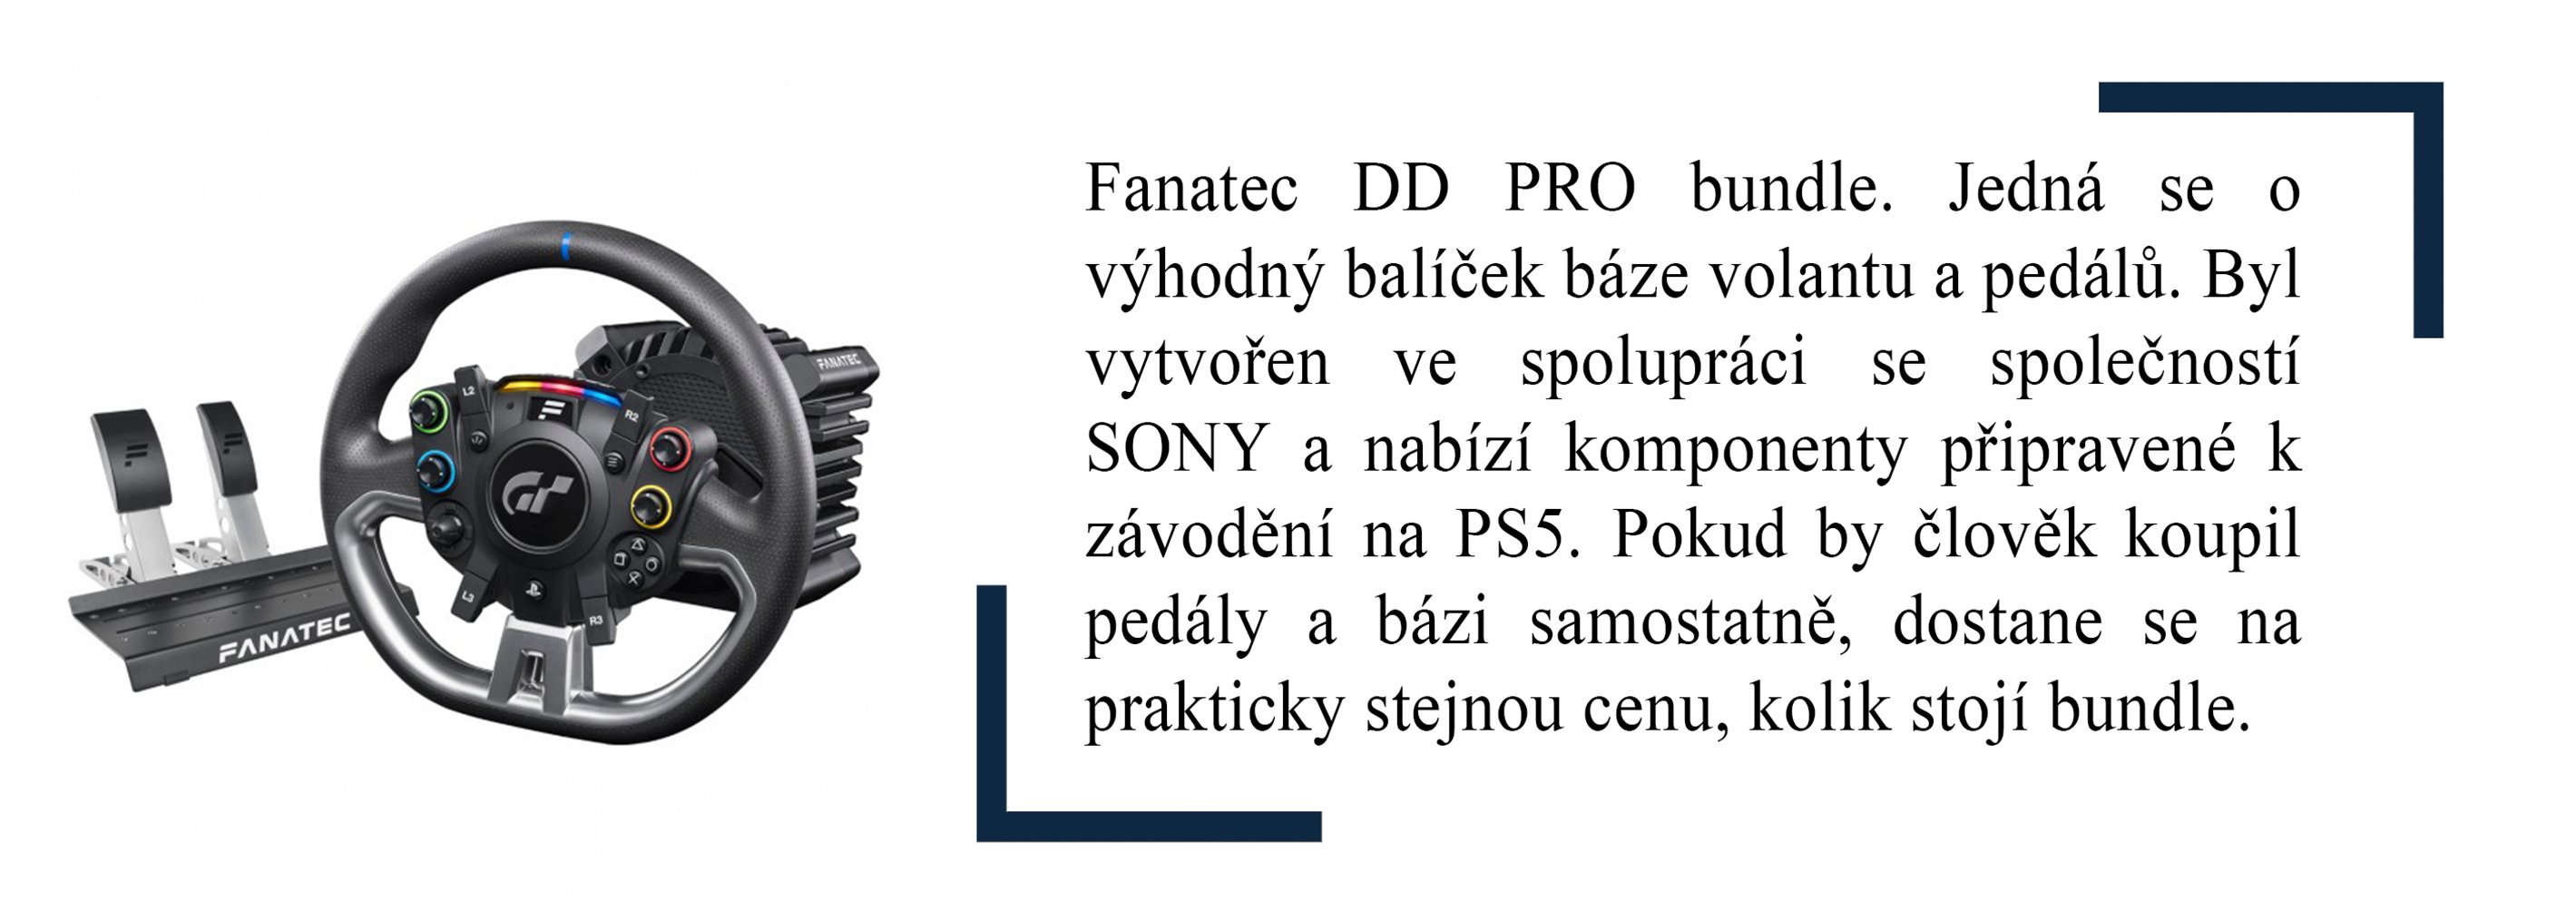 FANATEC
L2
R2
L3
R3
FANATEC
Fanatec DD PRO bundle. Jedná se o
výhodný balíček báze volantu a pedálů. Byl
vytvořen ve spolupráci se společností
SONY a nabízí komponenty připravené k
závodění na PS5. Pokud by člověk koupil
pedály a bázi samostatně, dostane se na
prakticky stejnou cenu, kolik stojí bundle.